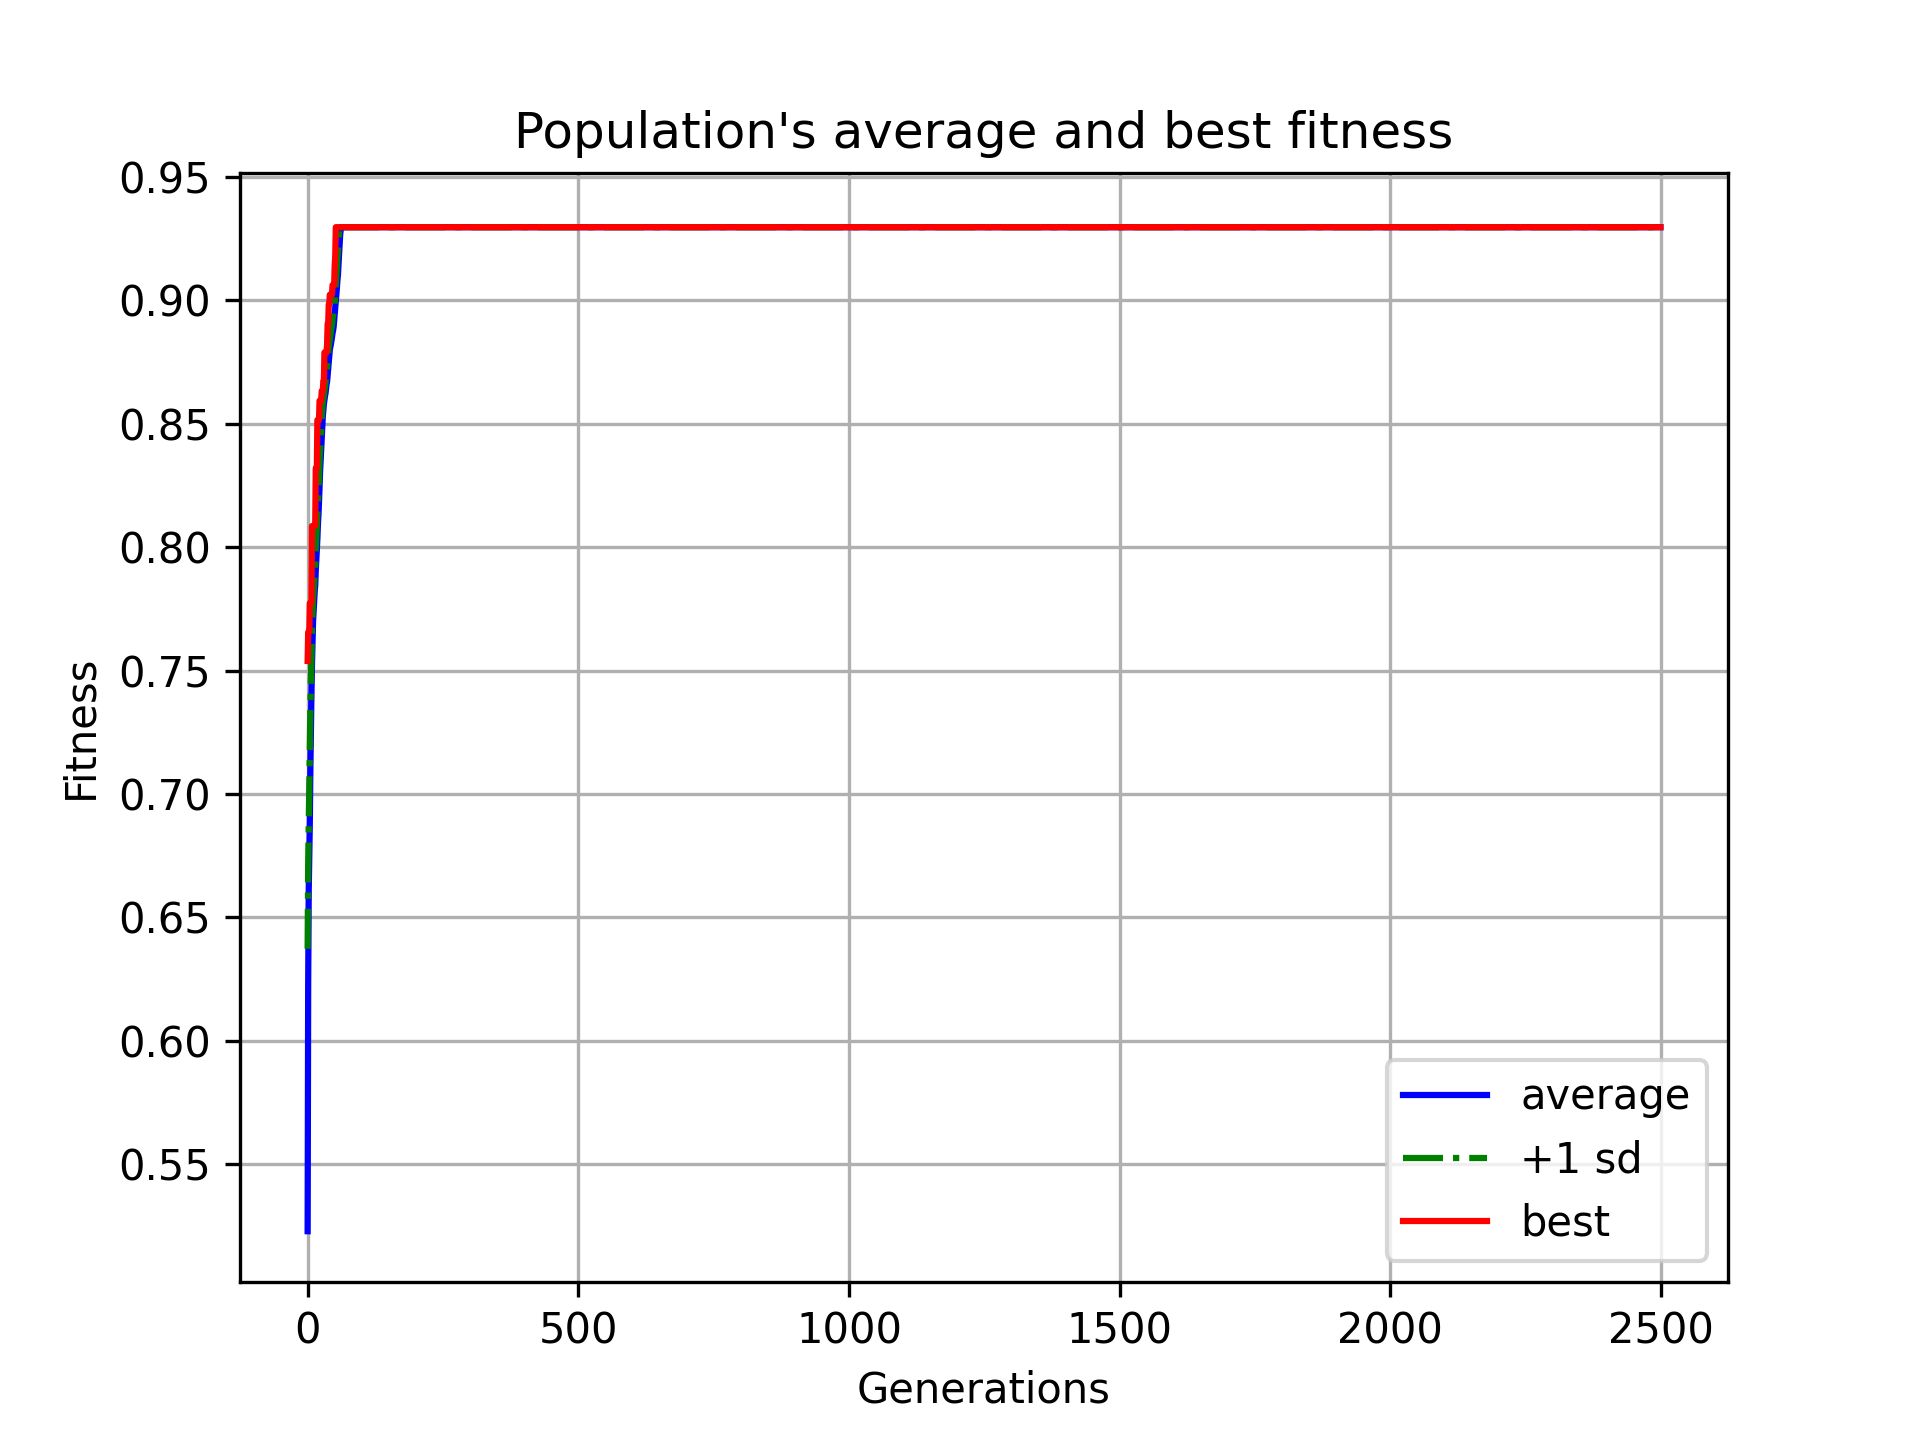 Population's average and best fitness
0.95
0.90
0.85
0.80
0.75
0.70
0.65
0.60
0.55
Fitness
average
+1 sd
best
0 500 1000 1500 2000 2500
Generations